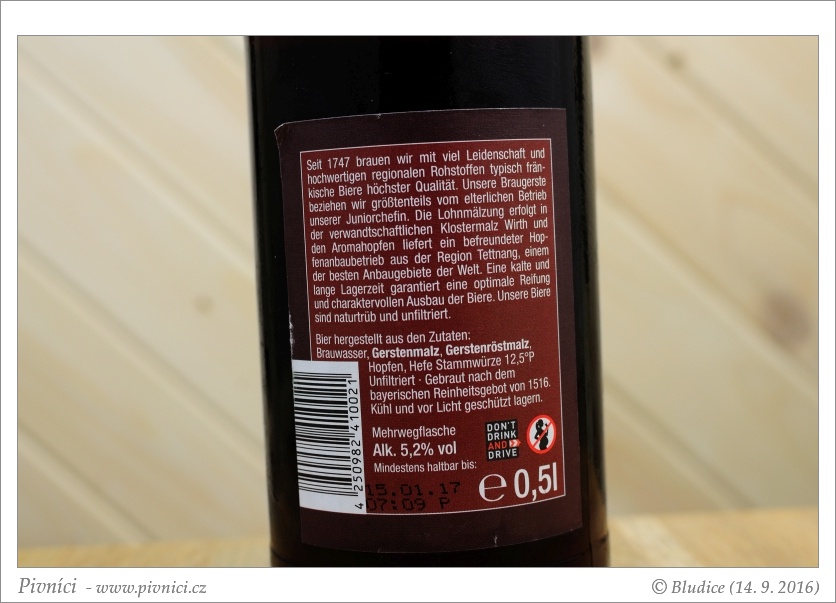 Seit 1747 brauen wir mit viel Leidenschaft und
hochwertigen regionalen Rohstoffen typisch frän-
kische Biere höchster Qualität. Unsere Braugerste
beziehen wir größtenteils vom elterlichen Betrieb
unserer Juniorchefin. Die Lohnmälzung erfolgt in
der verwandtschaftlichen Klostermalz Wirth und
den Aromahopfen liefert ein befreundeter Hop-
fenanbaubetrieb aus der Region Tettnang, einem
der besten Anbaugebiete der Welt. Eine kalte und
lange Lagerzeit garantiert eine optimale Reifung
und charaktervollen Ausbau der Biere. Unsere Biere
sind naturtrüb und unfiltriert.
Bier hergestellt aus den Zutaten:
Brauwasser, Gerstenmalz, Gerstenröstmalz,
Hopfen, Hefe Stammwürze 12,5°P
Unfiltriert · Gebraut nach dem
bayerischen Reinheitsgebot von 1516.
Kühl und vor Licht geschützt lagern.
4 250982 410021
Mehrwegflasche
Alk. 5,2% vol
Mindestens haltbar bis:
DON'T
DRINK
AND
DRIVE
15.01.17
07:09 P
℮ 0,5l
Pivníci - www.pivnici.cz
© Bludice (14. 9. 2016)